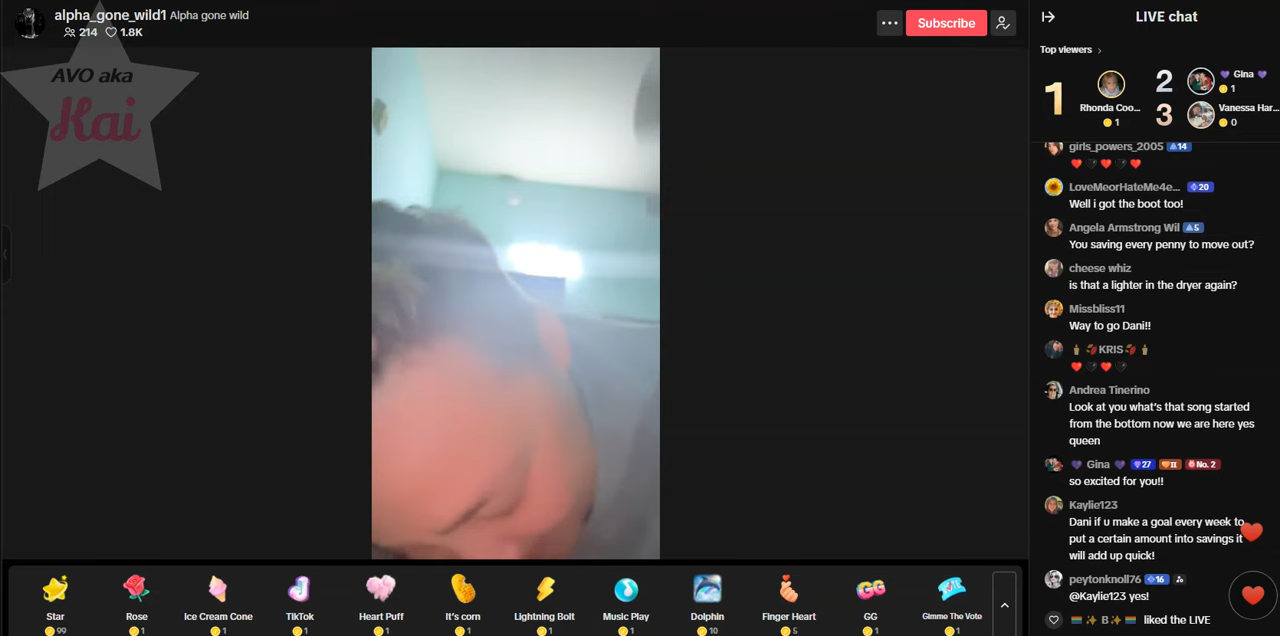 alpha_gone_wild1 Alpha gone wild
214 1.8K
Subscribe
AVO aka
Kai
LIVE chat
Top viewers
1
Rhonda Coo...
1
2
Gina
1
3
Vanessa Har...
0
girls_powers_2005 14
LoveMeorHateMe4e... 20
Well i got the boot too!
Angela Armstrong Wil 5
You saving every penny to move out?
cheese whiz
is that a lighter in the dryer again?
Missbliss11
Way to go Dani!!
KRIS
Andrea Tinerino
Look at you what's that song started
from the bottom now we are here yes
queen
Gina 27 II No. 2
so excited for you!!
Kaylie123
Dani if u make a goal every week to
put a certain amount into savings it
will add up quick!
peytonknoll76 16
@Kaylie123 yes!
B liked the LIVE
Star
99
Rose
1
Ice Cream Cone
1
TikTok
1
Heart Puff
1
It's corn
1
Lightning Bolt
1
Music Play
1
Dolphin
10
Finger Heart
5
GG
GG
1
Gimme The Vote
1